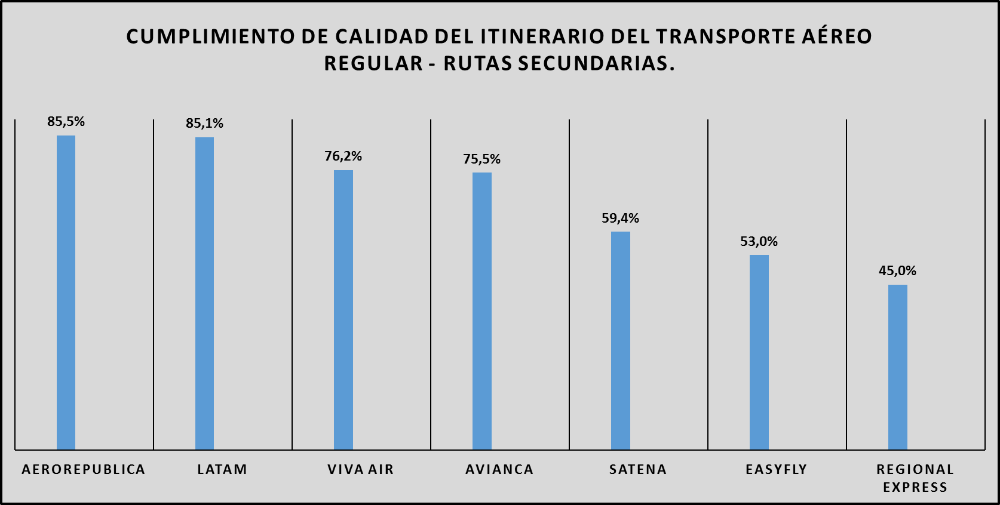 CUMPLIMIENTO DE CALIDAD DEL ITINERARIO DEL TRANSPORTE AÉREO
REGULAR - RUTAS SECUNDARIAS.
85,5%
85,1%
76,2%
75,5%
59,4%
53,0%
45,0%
AEROREPUBLICA
LATAM
VIVA AIR
AVIANCA
SATENA
EASYFLY
REGIONAL
EXPRESS